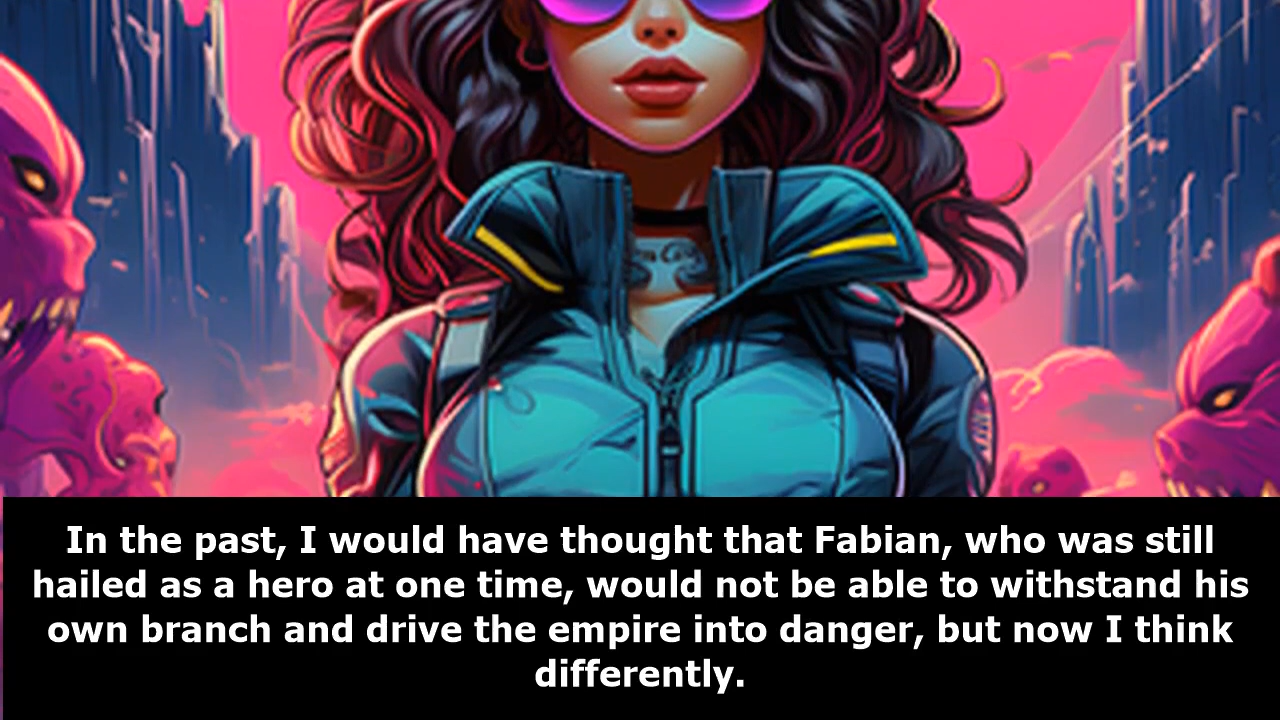 In the past, I would have thought that Fabian, who was still
hailed as a hero at one time, would not be able to withstand his
own branch and drive the empire into danger, but now I think
differently.